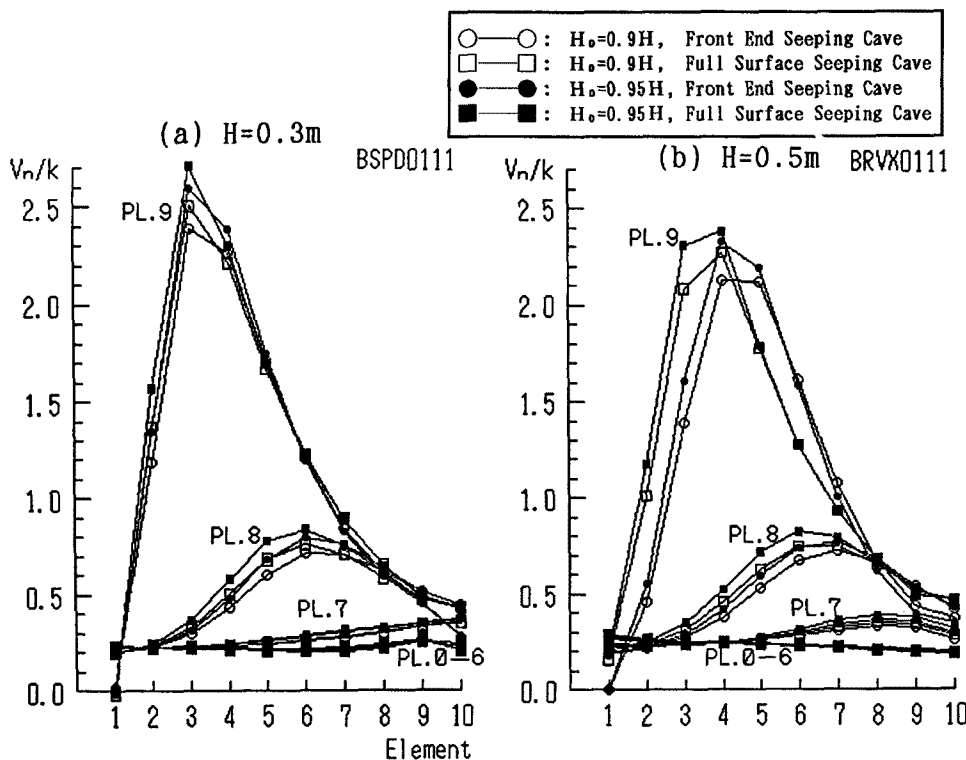 : H₀=0.9H, Front End Seeping Cave
: H₀=0.9H, Full Surface Seeping Cave
: H₀=0.95H, Front End Seeping Cave
: H₀=0.95H, Full Surface Seeping Cave
(a) H=0.3m
BSPD0111
(b) H=0.5m
BRVX0111
Vₙ/k
2.5
2.0
1.5
1.0
0.5
0.0
PL.9
PL.8
PL.7
PL.0-6
1 2 3 4 5 6 7 8 9 10
Element
Vₙ/k
2.5
2.0
1.5
1.0
0.5
0.0
PL.9
PL.8
PL.7
PL.0-6
1 2 3 4 5 6 7 8 9 10